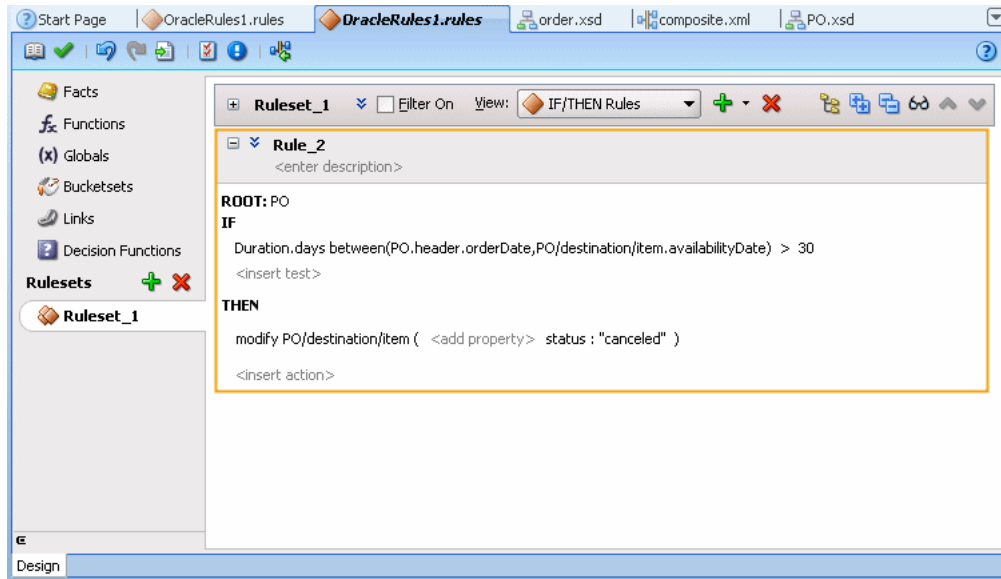 Start Page OracleRules1.rules OracleRules1.rules order.xsd composite.xml PO.xsd
Facts
Functions
(x) Globals
Bucketsets
Links
Decision Functions
Rulesets
Ruleset_1
Ruleset_1 Filter On View: IF/THEN Rules
Rule_2
<enter description>
ROOT: PO
IF
Duration.days between(PO.header.orderDate,PO/destination/item.availabilityDate) > 30
<insert test>
THEN
modify PO/destination/item ( <add property> status : "canceled" )
<insert action>
Design